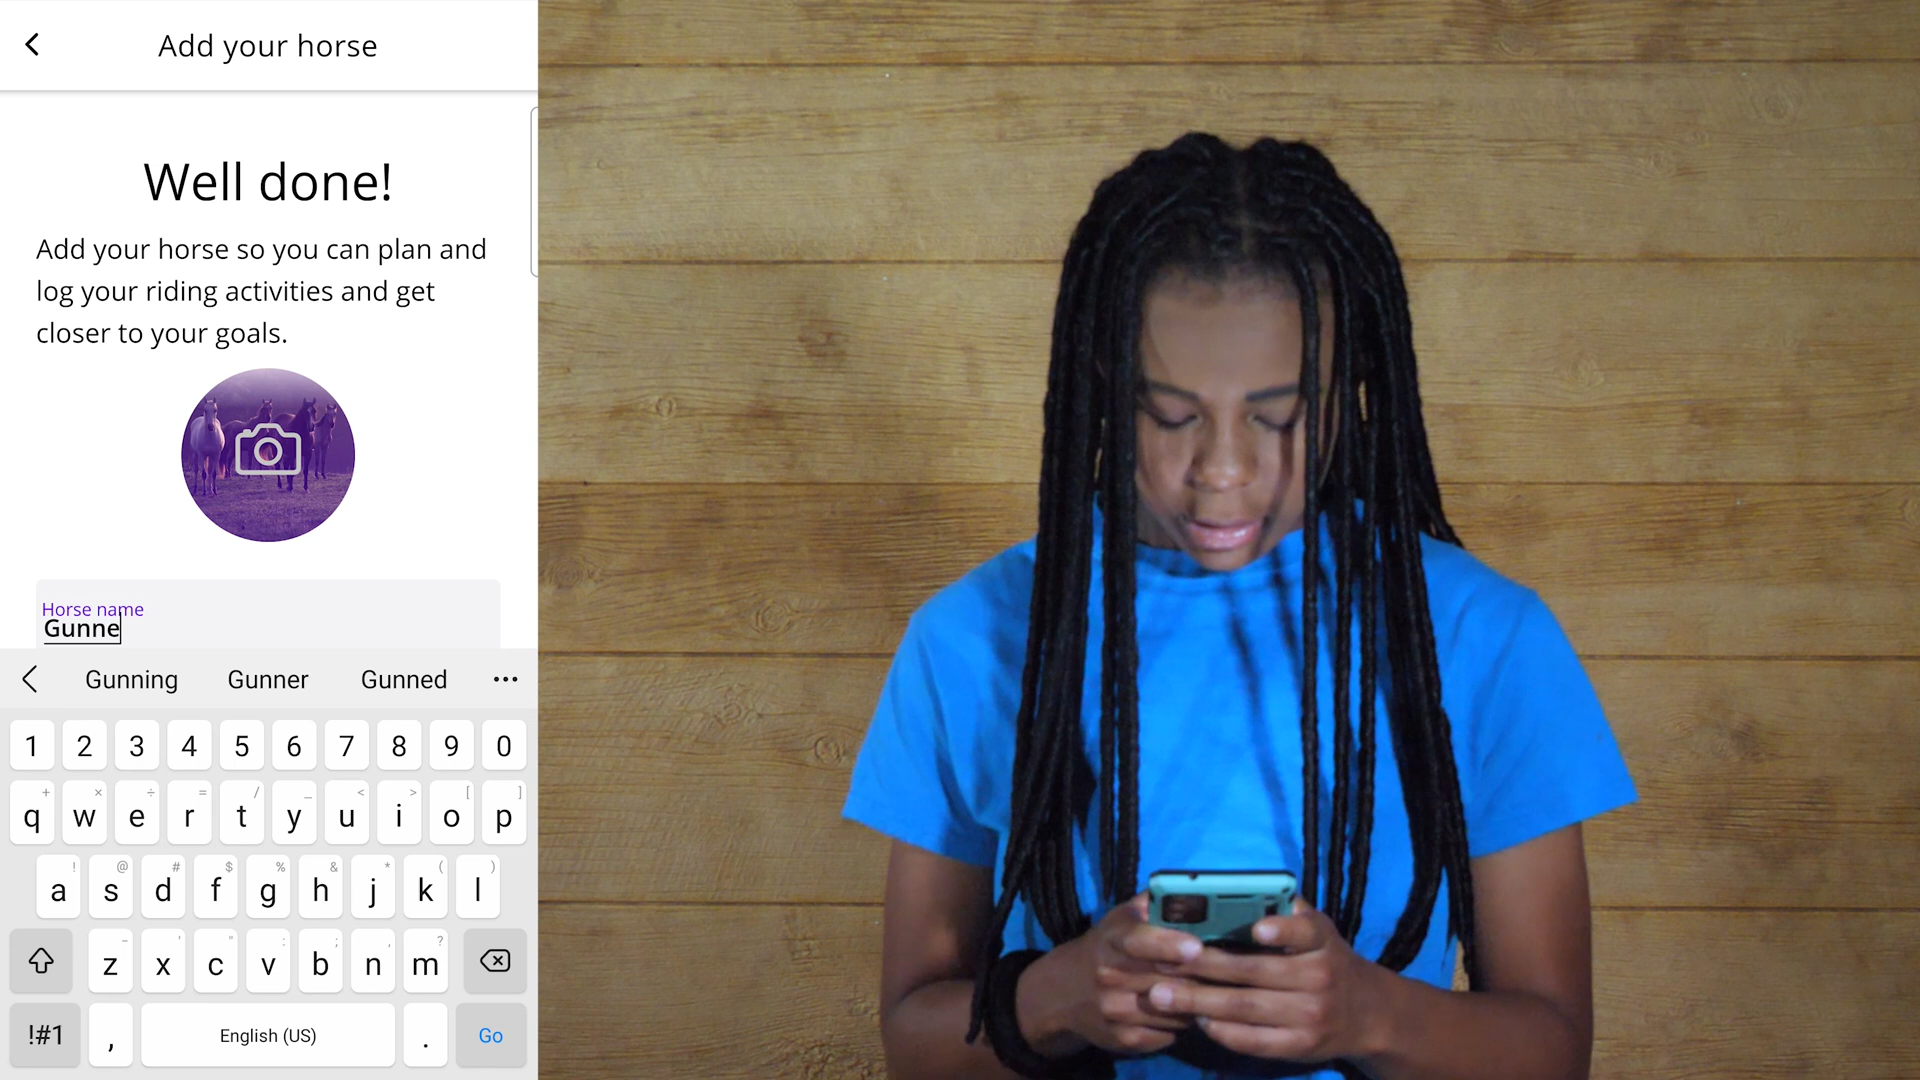 Add your horse
Well done!
Add your horse so you can plan and
log your riding activities and get
closer to your goals.
Horse name
Gunne
Gunning Gunner Gunned ...
1 2 3 4 5 6 7 8 9 0
+ × ÷ = / _ < > [ ]
q w e r t y u i o p
! @ # $ % & * ( )
a s d f g h j k l
- ' " : ; , ?
z x c v b n m
!#1 , English (US) . Go